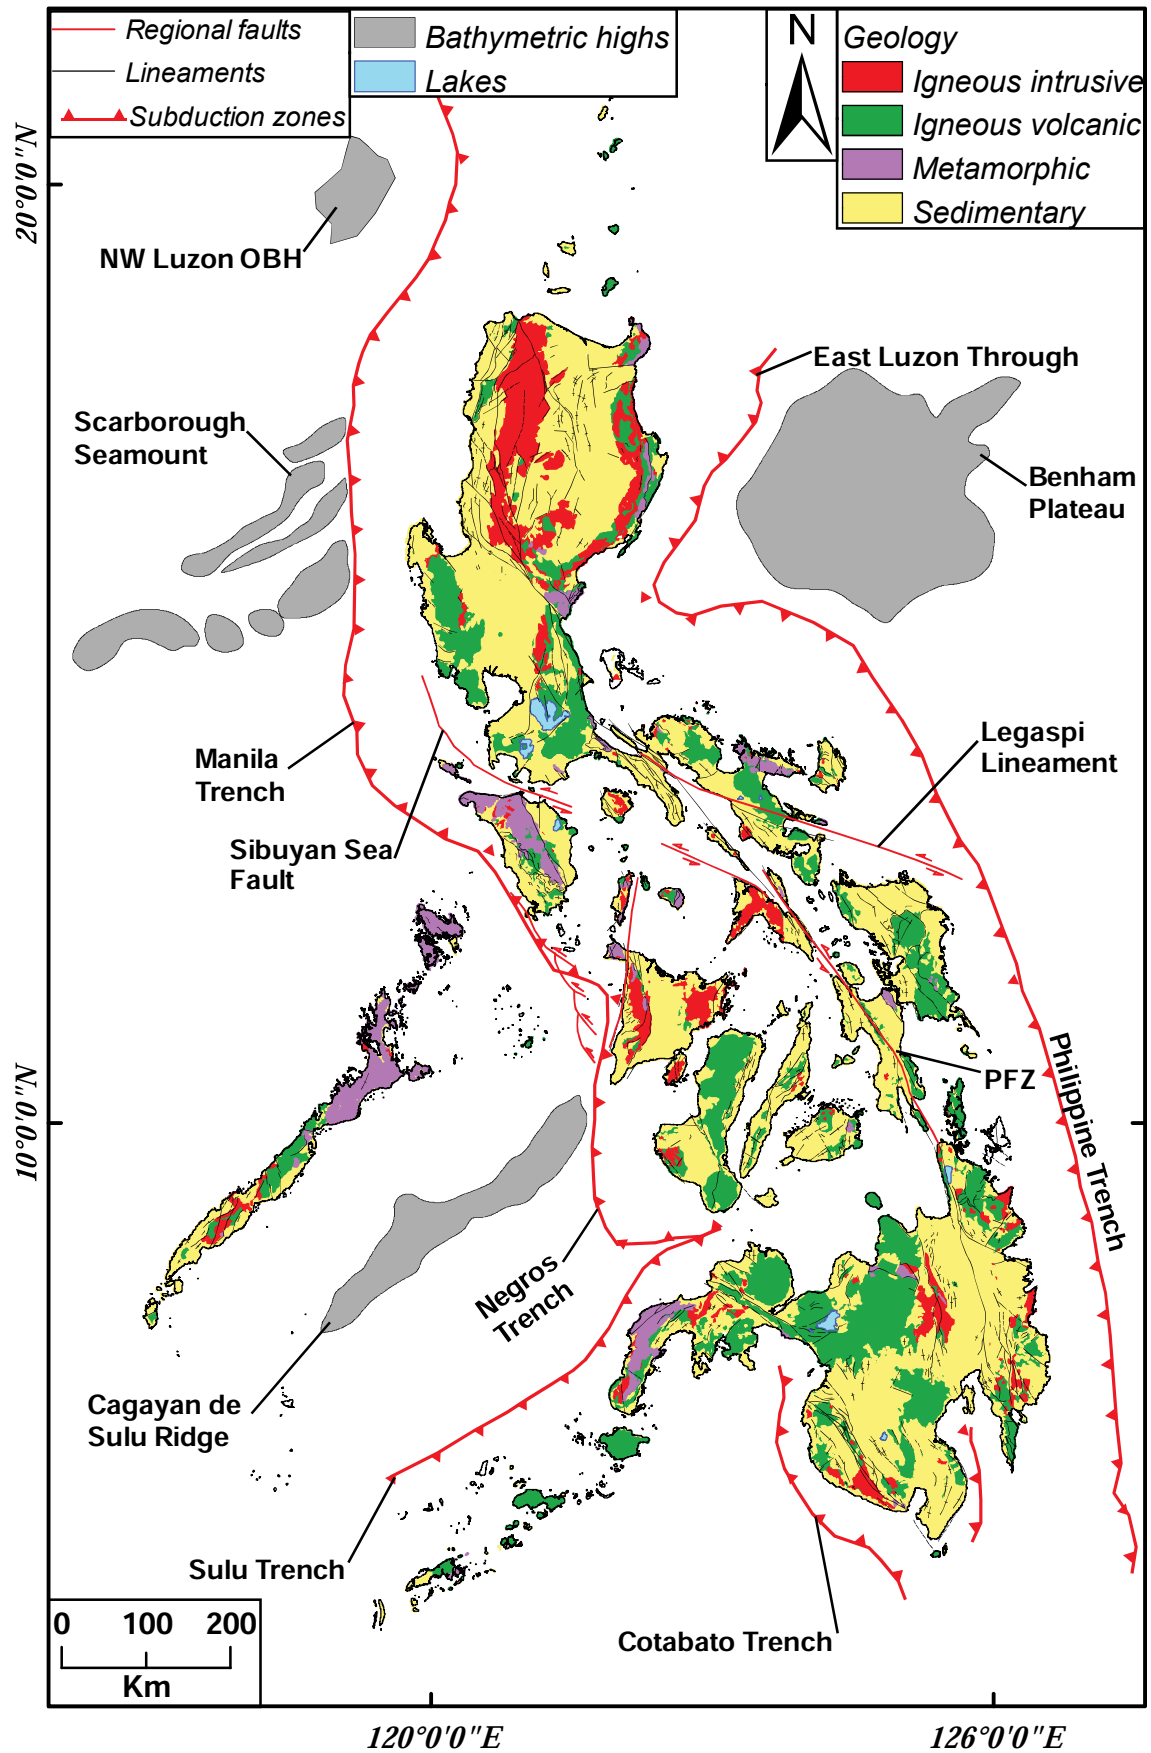 Regional faults
Lineaments
Subduction zones
Bathymetric highs
Lakes
N
Geology
Igneous intrusive
Igneous volcanic
Metamorphic
Sedimentary
20°0'0"N
NW Luzon OBH
East Luzon Through
Scarborough
Seamount
Benham
Plateau
Manila
Trench
Legaspi
Lineament
Sibuyan Sea
Fault
PFZ
Philippine Trench
10°0'0"N
Negros
Trench
Cagayan de
Sulu Ridge
Sulu Trench
Cotabato Trench
0 100 200
Km
120°0'0"E
126°0'0"E